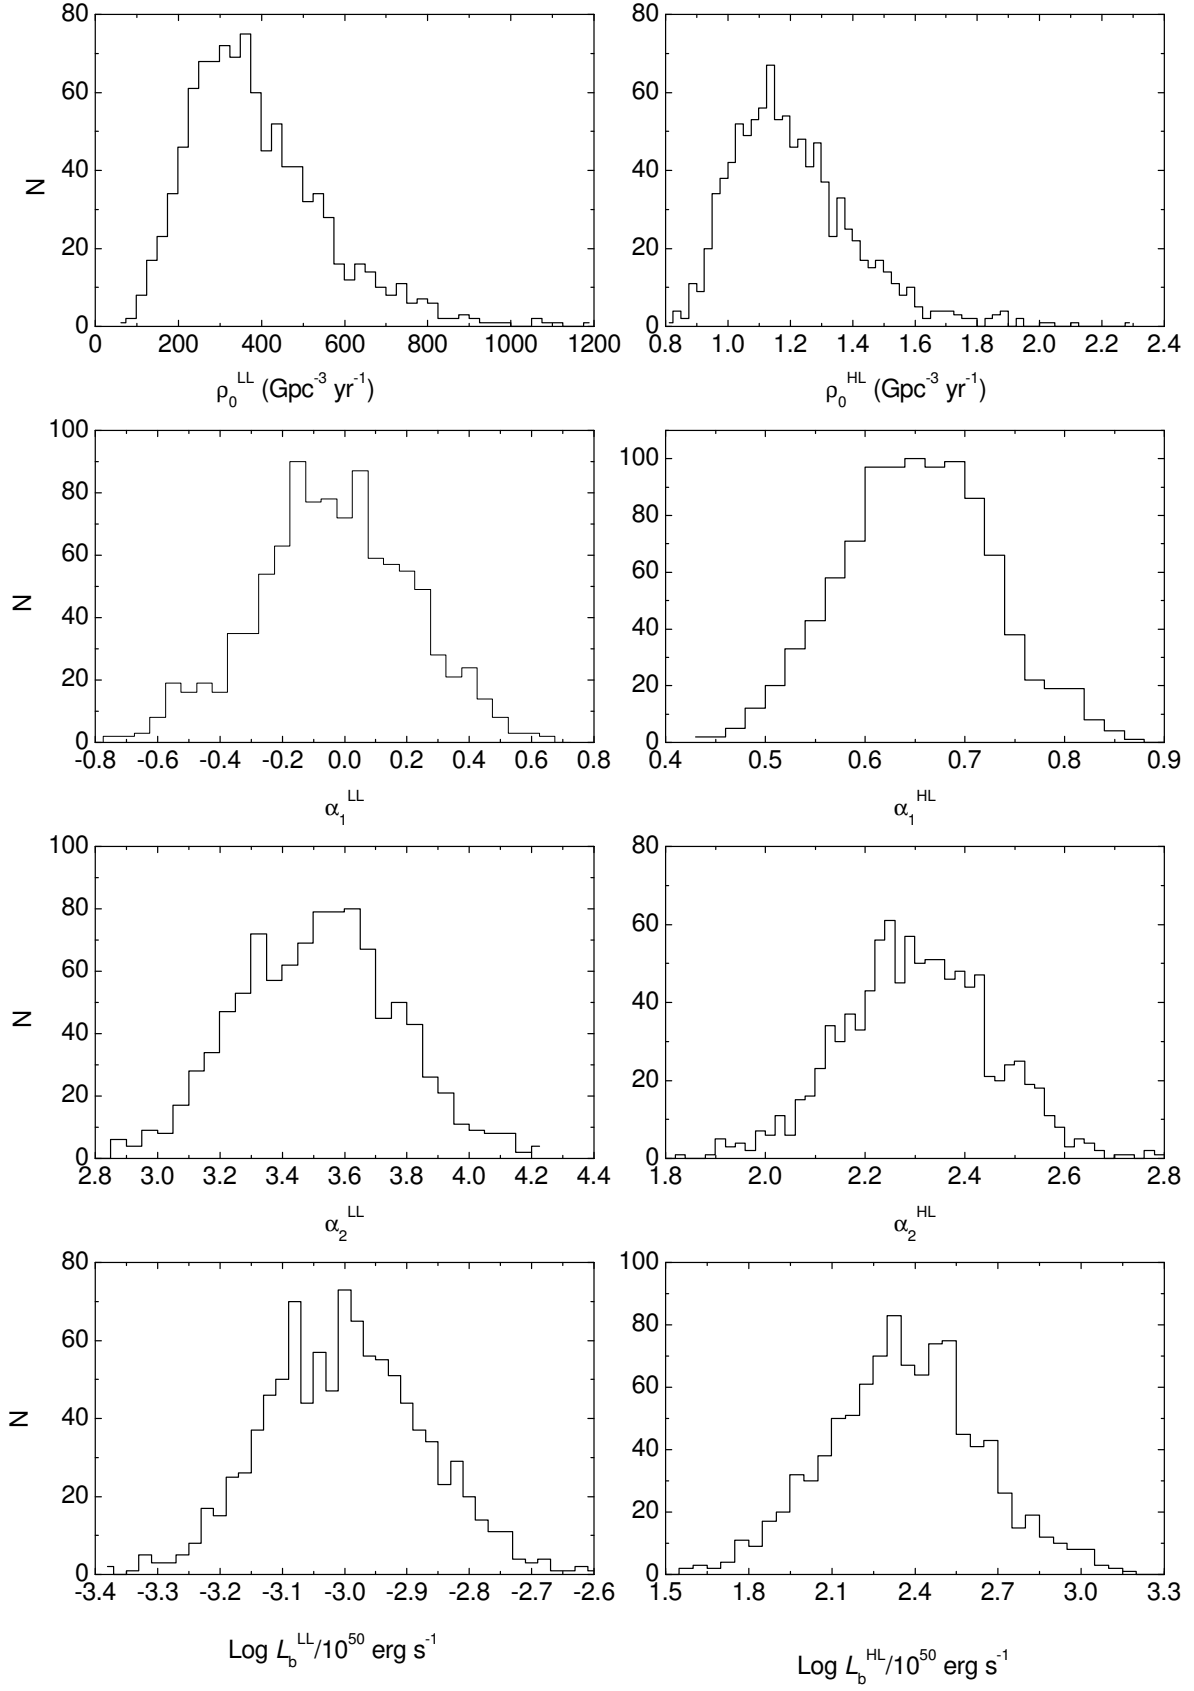 80 80
60 60
N 40 40
20 20
0 0
0 200 400 600 800 1000 1200 0.8 1.0 1.2 1.4 1.6 1.8 2.0 2.2 2.4
ρ₀ᴸᴸ (Gpc⁻³ yr⁻¹) ρ₀ᴴᴸ (Gpc⁻³ yr⁻¹)
100
80 100
N 60 80
60
40 40
20 20
0 0
-0.8 -0.6 -0.4 -0.2 0.0 0.2 0.4 0.6 0.8 0.4 0.5 0.6 0.7 0.8 0.9
α₁ᴸᴸ α₁ᴴᴸ
100 80
80 60
N 60
40 40
20 20
0 0
2.8 3.0 3.2 3.4 3.6 3.8 4.0 4.2 4.4 1.8 2.0 2.2 2.4 2.6 2.8
α₂ᴸᴸ α₂ᴴᴸ
80 100
60 80
N 40 60
40
20 20
0 0
-3.4 -3.3 -3.2 -3.1 -3.0 -2.9 -2.8 -2.7 -2.6 1.5 1.8 2.1 2.4 2.7 3.0 3.3
Log L_bᴸᴸ/10⁵⁰ erg s⁻¹ Log L_bᴴᴸ/10⁵⁰ erg s⁻¹